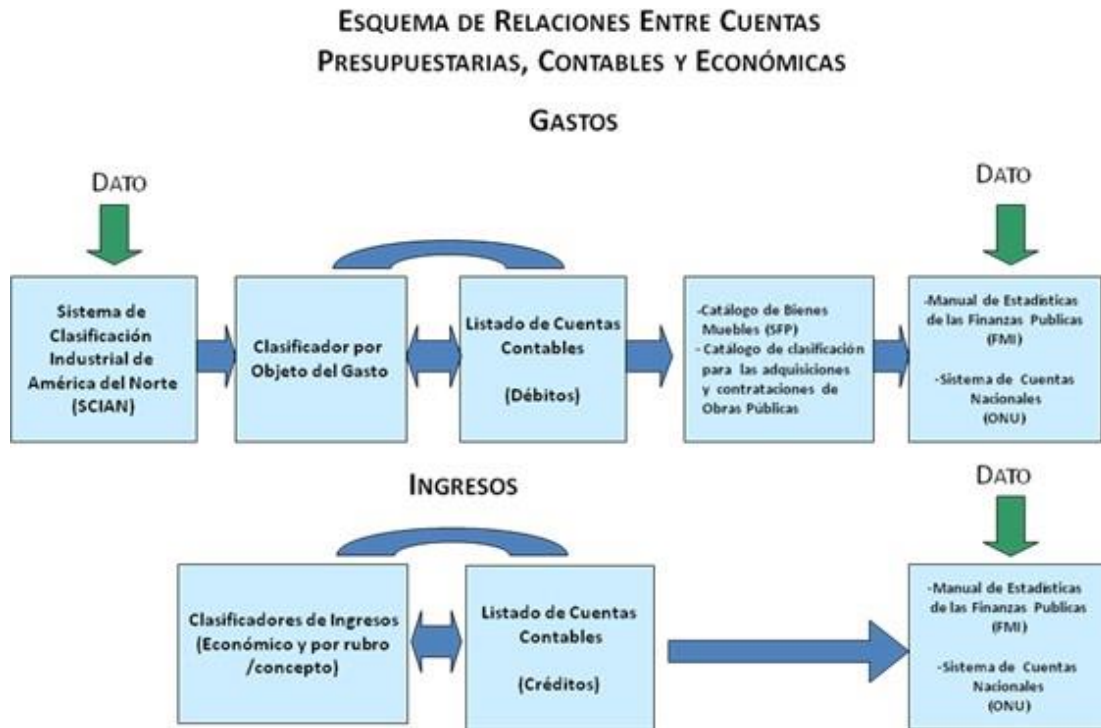 ESQUEMA DE RELACIONES ENTRE CUENTAS
PRESUPUESTARIAS, CONTABLES Y ECONÓMICAS
GASTOS
DATO
DATO
Sistema de
Clasificación
Industrial de
América del Norte
(SCIAN)
Clasificador por
Objeto del Gasto
Listado de Cuentas
Contables
(Débitos)
-Catálogo de Bienes
Muebles (SFP)
- Catálogo de clasificación
para las adquisiciones
y contrataciones de
Obras Públicas
-Manual de Estadísticas
de las Finanzas Publicas
(FMI)
-Sistema de Cuentas
Nacionales
(ONU)
INGRESOS
DATO
Clasificadores de Ingresos
(Económico y por rubro
/concepto)
Listado de Cuentas
Contables
(Créditos)
-Manual de Estadísticas
de las Finanzas Publicas
(FMI)
-Sistema de Cuentas
Nacionales
(ONU)